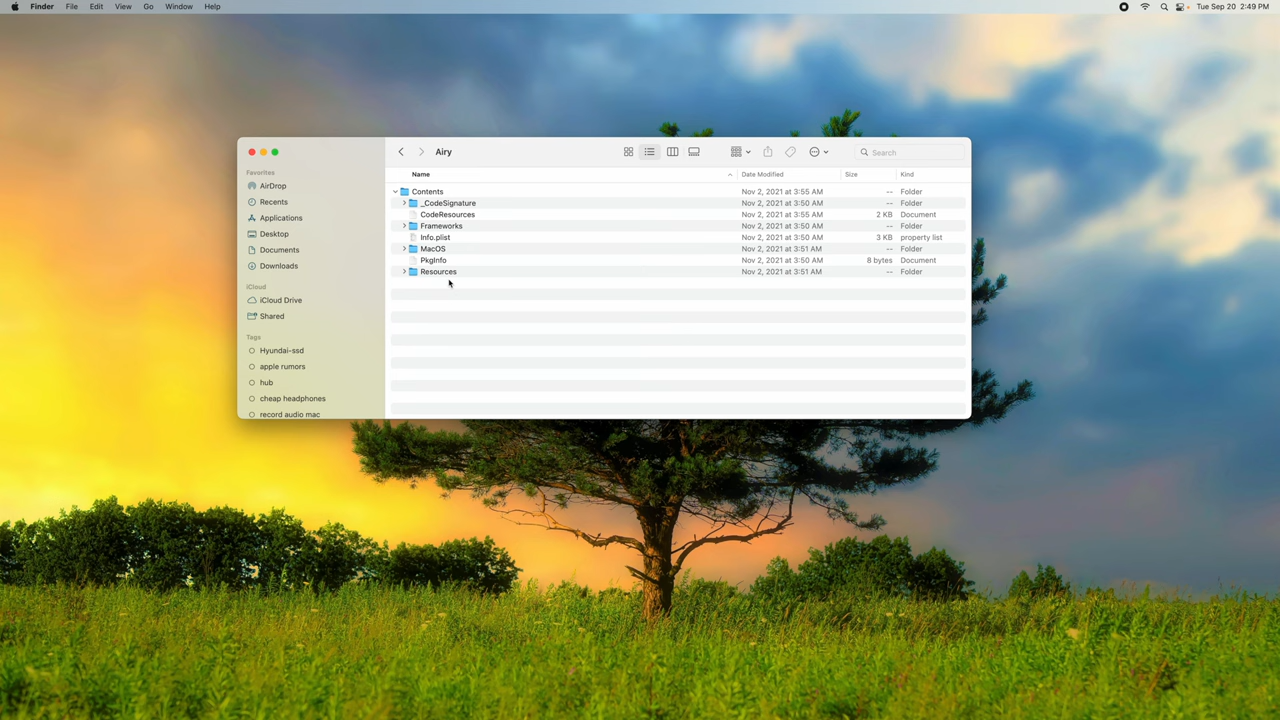 Finder File Edit View Go Window Help Tue Sep 20 2:49 PM
Airy Search
Favorites
AirDrop
Recents
Applications
Desktop
Documents
Downloads
iCloud
iCloud Drive
Shared
Tags
Hyundai-ssd
apple rumors
hub
cheap headphones
record audio mac
Name Date Modified Size Kind
Contents Nov 2, 2021 at 3:55 AM -- Folder
_CodeSignature Nov 2, 2021 at 3:50 AM -- Folder
CodeResources Nov 2, 2021 at 3:55 AM 2 KB Document
Frameworks Nov 2, 2021 at 3:50 AM -- Folder
Info.plist Nov 2, 2021 at 3:50 AM 3 KB property list
MacOS Nov 2, 2021 at 3:51 AM -- Folder
PkgInfo Nov 2, 2021 at 3:50 AM 8 bytes Document
Resources Nov 2, 2021 at 3:51 AM -- Folder